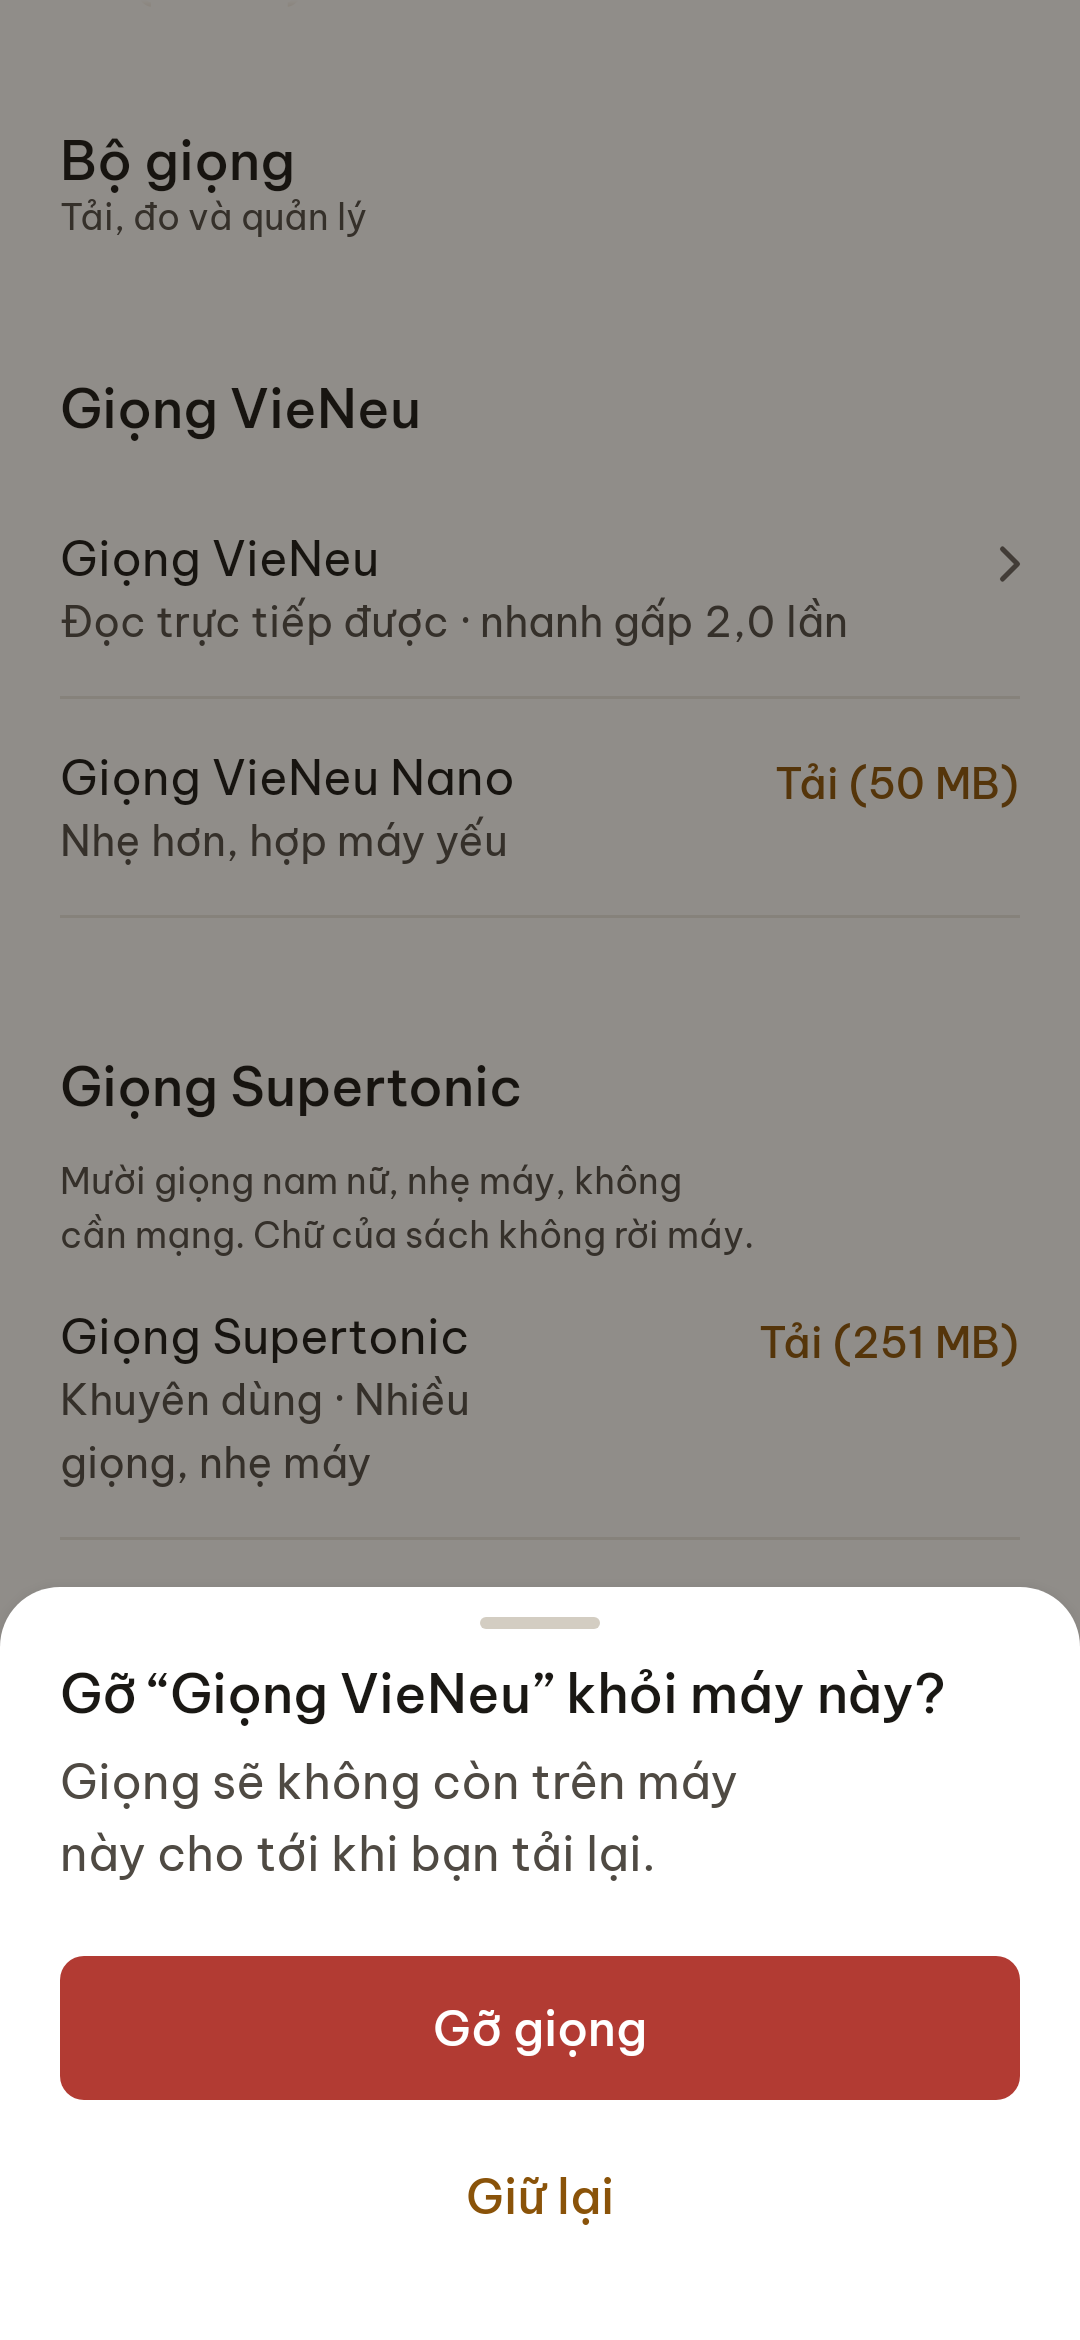 Bộ giọng
Tải, đo và quản lý
Giọng VieNeu
Giọng VieNeu
Đọc trực tiếp được · nhanh gấp 2,0 lần
Giọng VieNeu Nano
Tải (50 MB)
Nhẹ hơn, hợp máy yếu
Giọng Supertonic
Mười giọng nam nữ, nhẹ máy, không
cần mạng. Chữ của sách không rời máy.
Giọng Supertonic
Tải (251 MB)
Khuyên dùng · Nhiều
giọng, nhẹ máy
Gỡ “Giọng VieNeu” khỏi máy này?
Giọng sẽ không còn trên máy
này cho tới khi bạn tải lại.
Gỡ giọng
Giữ lại